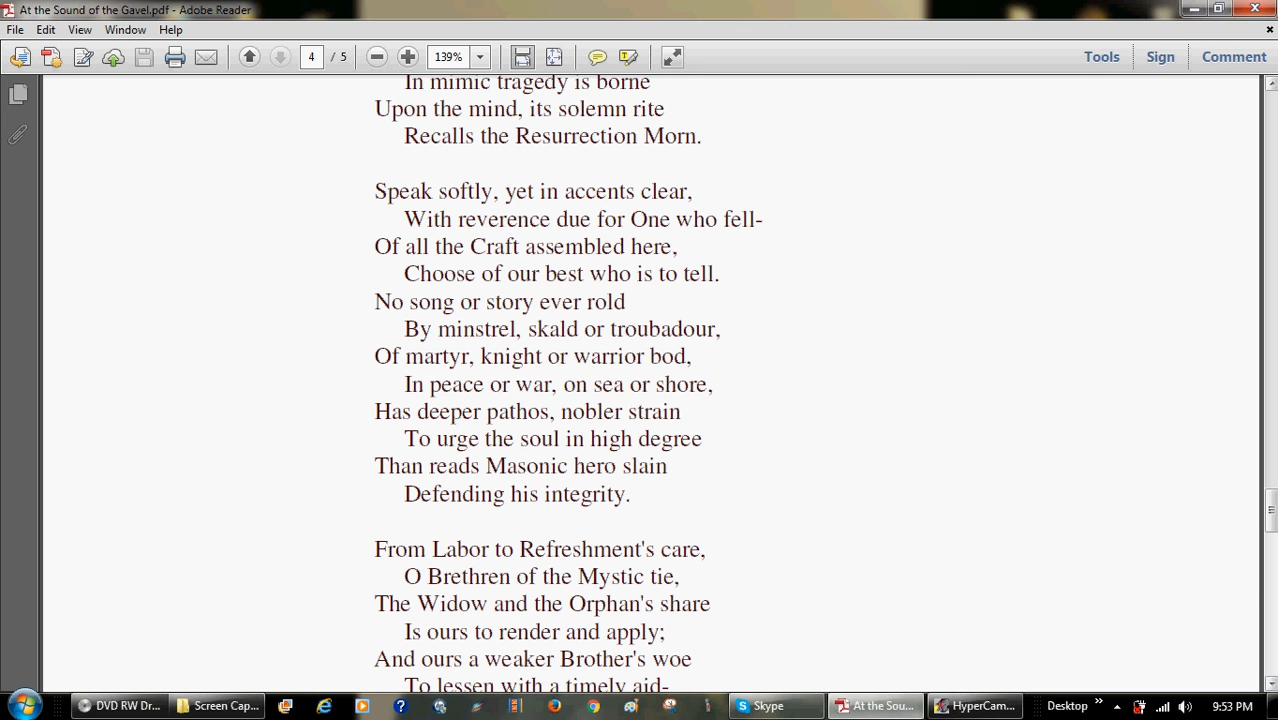 At the Sound of the Gavel.pdf - Adobe Reader
File Edit View Window Help
4 / 5 139% Tools Sign Comment
In mimic tragedy is borne
Upon the mind, its solemn rite
Recalls the Resurrection Morn.
Speak softly, yet in accents clear,
With reverence due for One who fell-
Of all the Craft assembled here,
Choose of our best who is to tell.
No song or story ever rold
By minstrel, skald or troubadour,
Of martyr, knight or warrior bod,
In peace or war, on sea or shore,
Has deeper pathos, nobler strain
To urge the soul in high degree
Than reads Masonic hero slain
Defending his integrity.
From Labor to Refreshment's care,
O Brethren of the Mystic tie,
The Widow and the Orphan's share
Is ours to render and apply;
And ours a weaker Brother's woe
To lessen with a timely aid-
DVD RW Dr... Screen Cap... Skype At the Sou... HyperCam... Desktop 9:53 PM